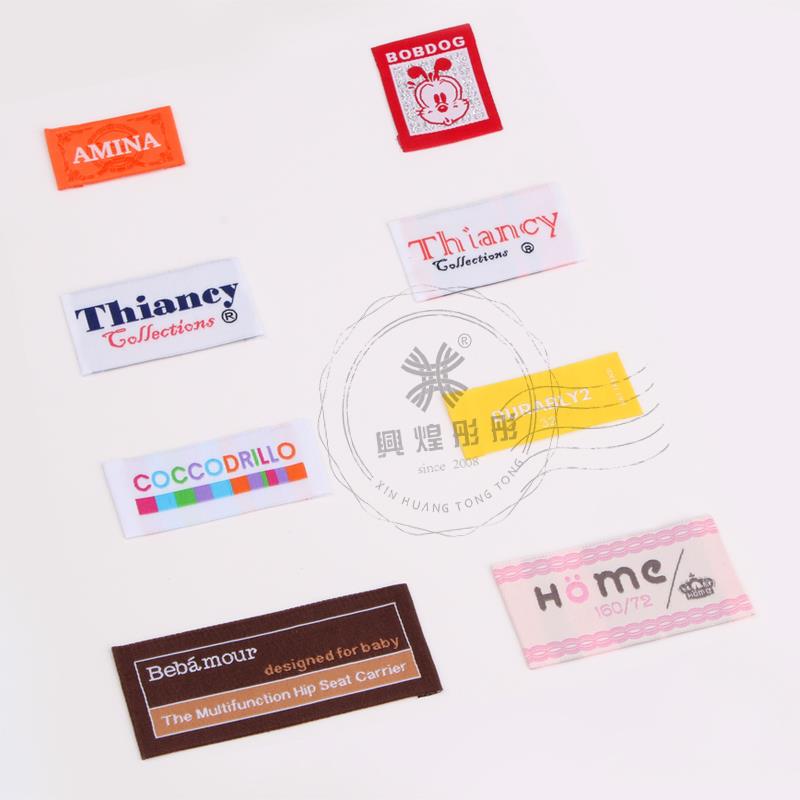 BOBDOG
AMINA
Thiancy
Collections ®
Thiancy
Collections ®
®
興煌彤彤
since 2008
XIN HUANG TONG TONG
COCCODRILLO
Höme
160/72
Höme
Bebámour
designed for baby
The Multifunction Hip Seat Carrier